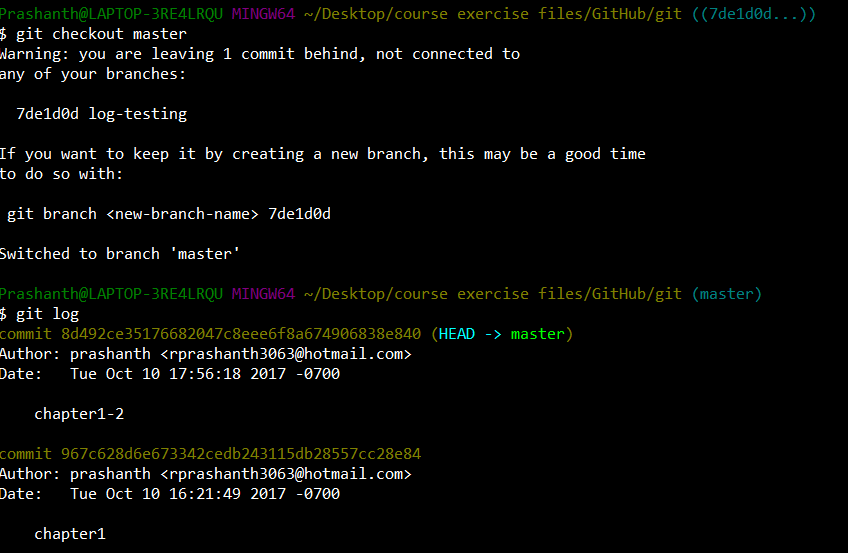 Prashanth@LAPTOP-3RE4LRQU MINGW64 ~/Desktop/course exercise files/GitHub/git ((7de1d0d...))
$ git checkout master
Warning: you are leaving 1 commit behind, not connected to
any of your branches:
7de1d0d log-testing
If you want to keep it by creating a new branch, this may be a good time
to do so with:
git branch <new-branch-name> 7de1d0d
Switched to branch 'master'
Prashanth@LAPTOP-3RE4LRQU MINGW64 ~/Desktop/course exercise files/GitHub/git (master)
$ git log
commit 8d492ce35176682047c8eee6f8a674906838e840 (HEAD -> master)
Author: prashanth <rprashanth3063@hotmail.com>
Date:   Tue Oct 10 17:56:18 2017 -0700
chapter1-2
commit 967c628d6e673342cedb243115db28557cc28e84
Author: prashanth <rprashanth3063@hotmail.com>
Date:   Tue Oct 10 16:21:49 2017 -0700
chapter1